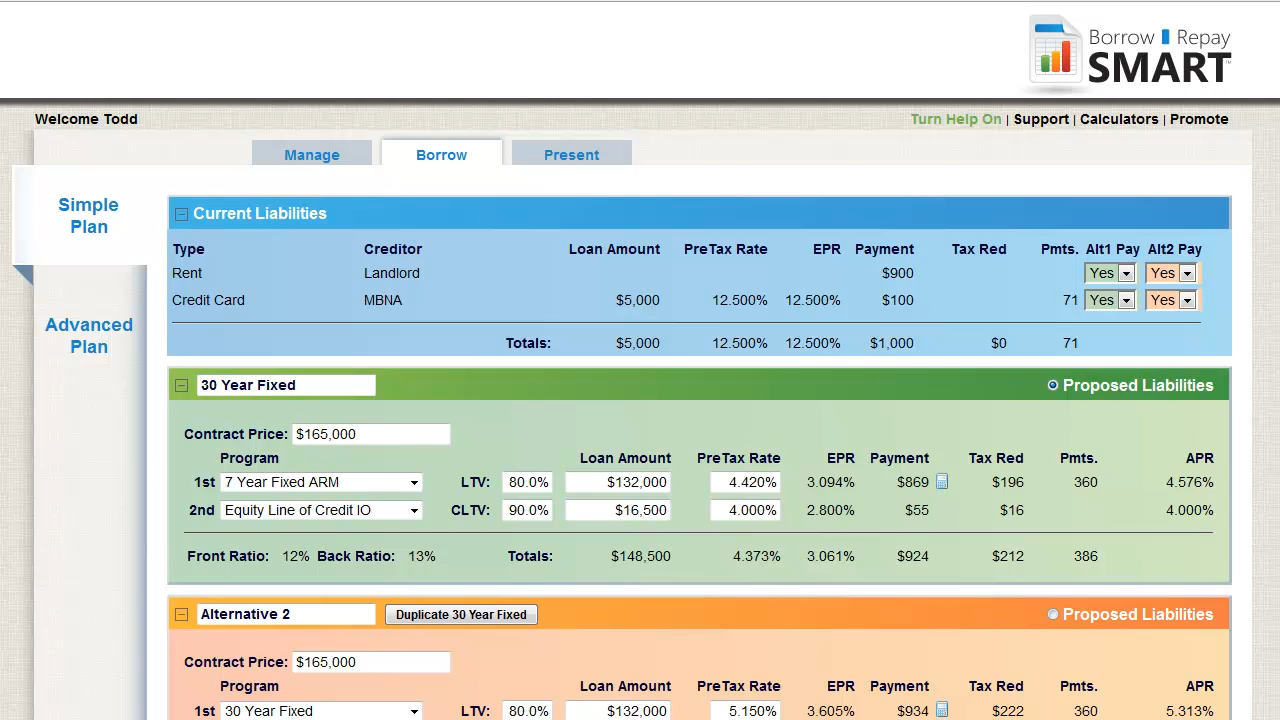 Borrow Repay
SMART™
Welcome Todd
Turn Help On | Support | Calculators | Promote
Manage Borrow Present
Simple
Plan
Advanced
Plan
Current Liabilities
Type Creditor Loan Amount PreTax Rate EPR Payment Tax Red Pmts. Alt1 Pay Alt2 Pay
Rent Landlord $900 Yes Yes
Credit Card MBNA $5,000 12.500% 12.500% $100 71 Yes Yes
Totals: $5,000 12.500% 12.500% $1,000 $0 71
30 Year Fixed Proposed Liabilities
Contract Price: $165,000
Program Loan Amount PreTax Rate EPR Payment Tax Red Pmts. APR
1st 7 Year Fixed ARM LTV: 80.0% $132,000 4.420% 3.094% $869 $196 360 4.576%
2nd Equity Line of Credit IO CLTV: 90.0% $16,500 4.000% 2.800% $55 $16 4.000%
Front Ratio: 12% Back Ratio: 13% Totals: $148,500 4.373% 3.061% $924 $212 386
Alternative 2 Duplicate 30 Year Fixed Proposed Liabilities
Contract Price: $165,000
Program Loan Amount PreTax Rate EPR Payment Tax Red Pmts. APR
1st 30 Year Fixed LTV: 80.0% $132,000 5.150% 3.605% $934 $222 360 5.313%